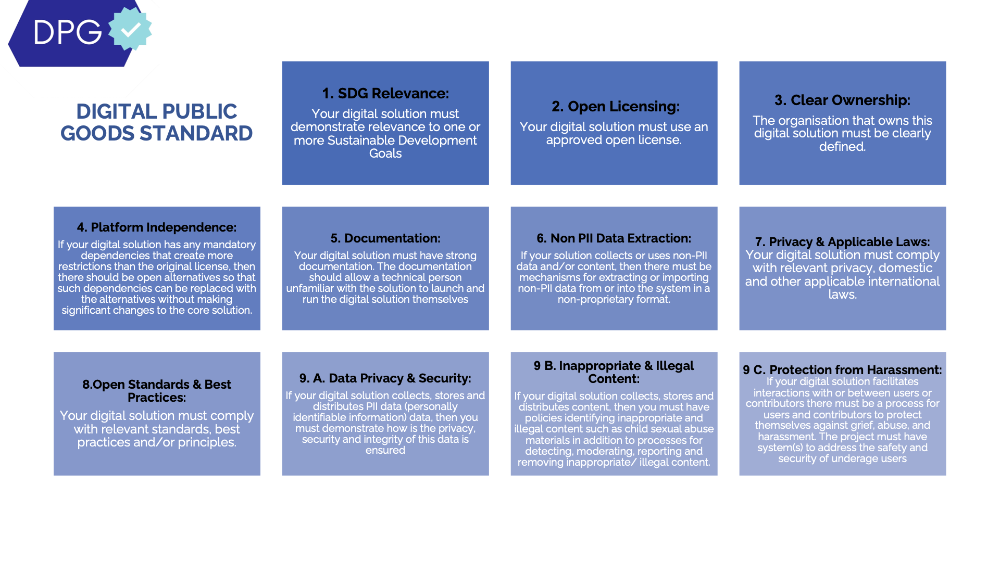 DPG
DIGITAL PUBLIC
GOODS STANDARD
1. SDG Relevance:
Your digital solution must
demonstrate relevance to one or
more Sustainable Development
Goals
2. Open Licensing:
Your digital solution must use an
approved open license.
3. Clear Ownership:
The organisation that owns this
digital solution must be clearly
defined.
4. Platform Independence:
If your digital solution has any mandatory
dependencies that create more
restrictions than the original license, then
there should be open alternatives so that
such dependencies can be replaced with
the alternatives without making
significant changes to the core solution.
5. Documentation:
Your digital solution must have strong
documentation. The documentation
should allow a technical person
unfamiliar with the solution to launch and
run the digital solution themselves
6. Non PII Data Extraction:
If your solution collects or uses non-PII
data and/or content, then there must be
mechanisms for extracting or importing
non-PII data from or into the system in a
non-proprietary format.
7. Privacy & Applicable Laws:
Your digital solution must comply
with relevant privacy, domestic
and other applicable international
laws.
8.Open Standards & Best
Practices:
Your digital solution must comply
with relevant standards, best
practices and/or principles.
9. A. Data Privacy & Security:
If your digital solution collects, stores and
distributes PII data (personally
identifiable information) data, then you
must demonstrate how is the privacy,
security and integrity of this data is
ensured
9 B. Inappropriate & Illegal
Content:
If your digital solution collects, stores and
distributes content, then you must have
policies identifying inappropriate and
illegal content such as child sexual abuse
materials in addition to processes for
detecting, moderating, reporting and
removing inappropriate/ illegal content.
9 C. Protection from Harassment:
If your digital solution facilitates
interactions with or between users or
contributors there must be a process for
users and contributors to protect
themselves against grief, abuse, and
harassment. The project must have
system(s) to address the safety and
security of underage users